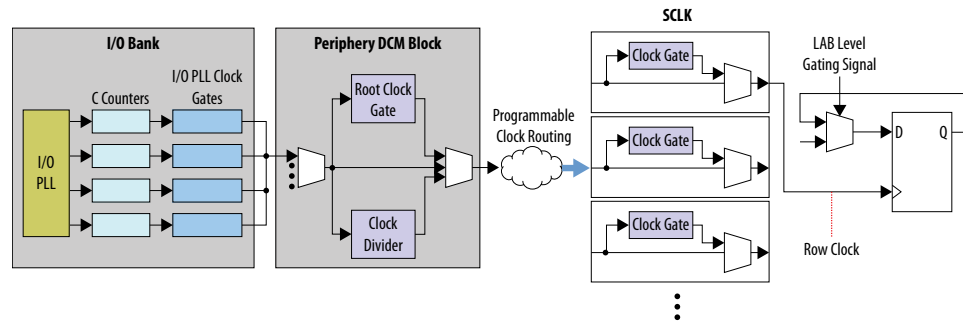 I/O Bank
C Counters
I/O PLL Clock
Gates
I/O
PLL
Periphery DCM Block
Root Clock
Gate
Clock
Divider
Programmable
Clock Routing
SCLK
Clock Gate
Clock Gate
Clock Gate
LAB Level
Gating Signal
D
Q
Row Clock